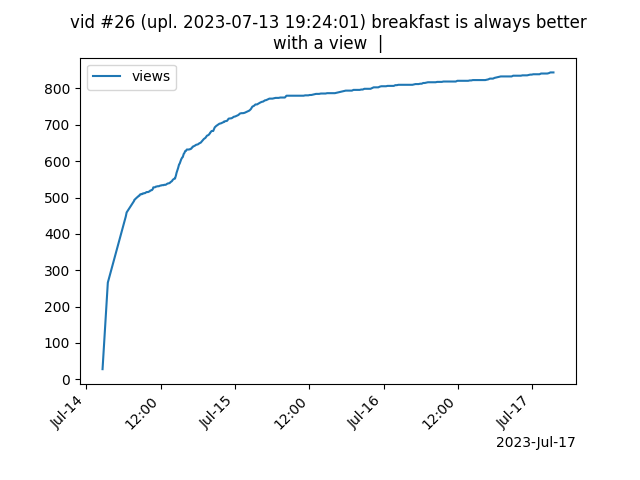 vid #26 (upl. 2023-07-13 19:24:01) breakfast is always better
with a view  |
views
800
700
600
500
400
300
200
100
0
Jul-14
12:00
Jul-15
12:00
Jul-16
12:00
Jul-17
2023-Jul-17